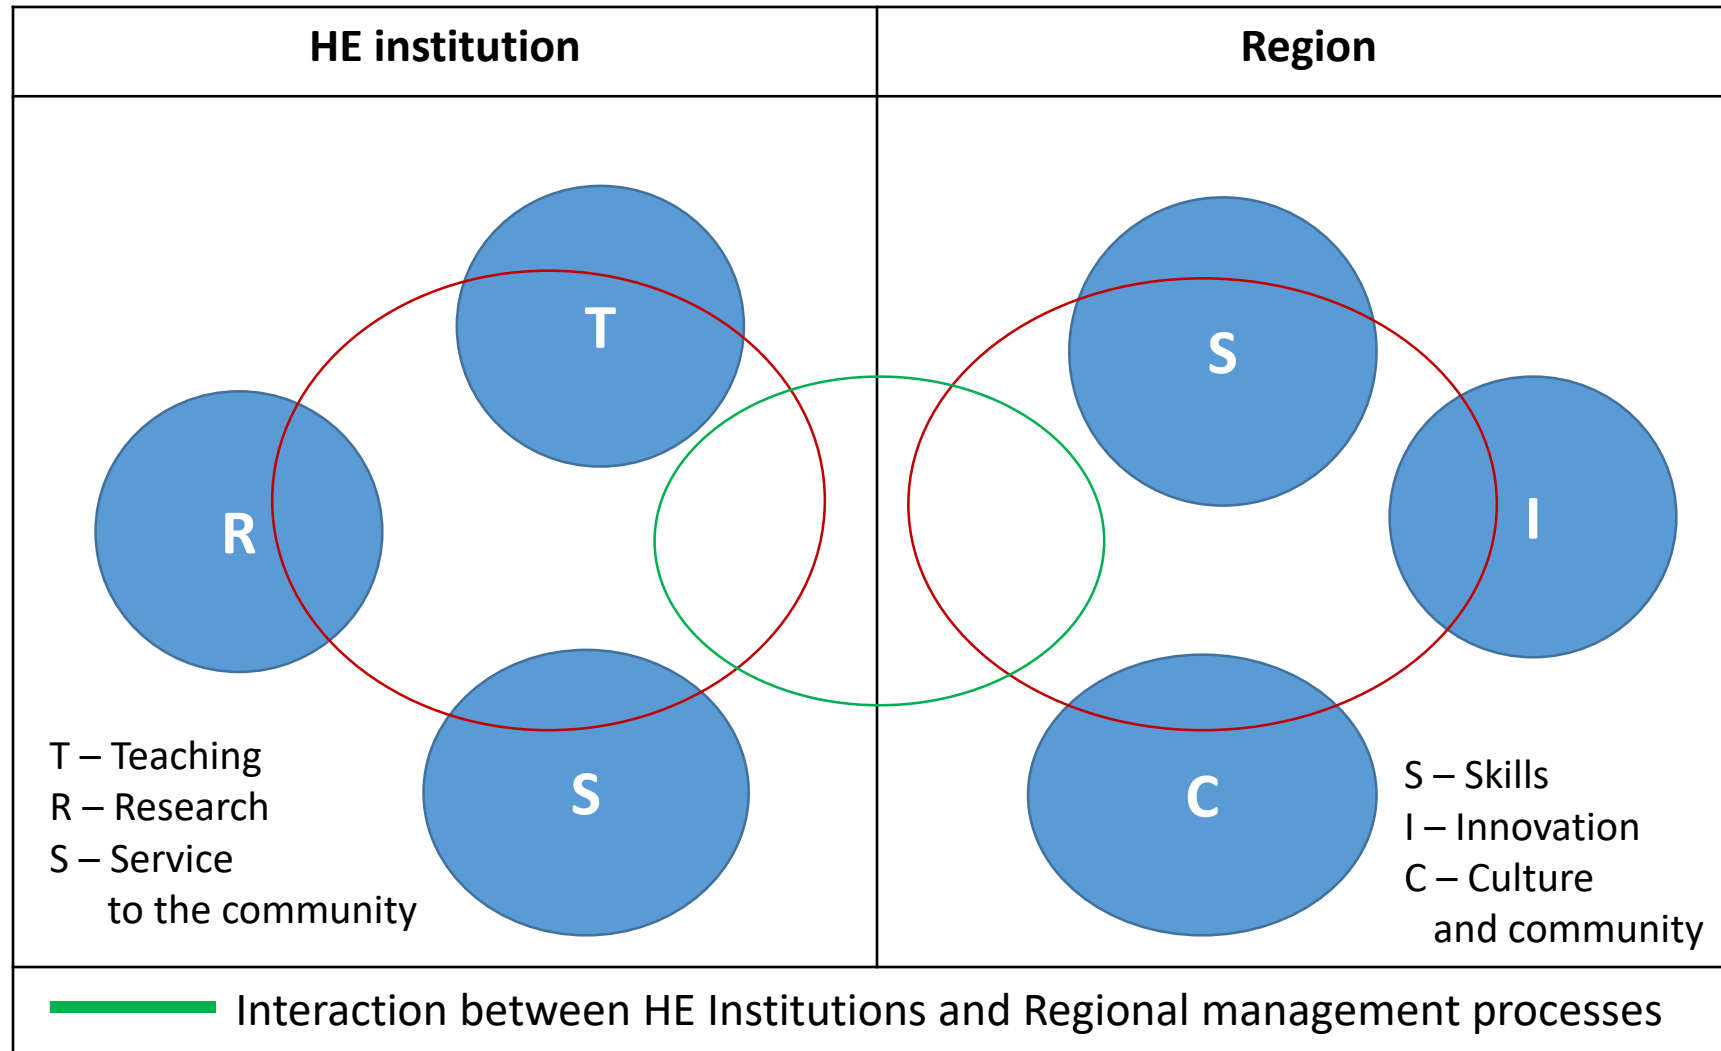 HE institution
Region
T
S
R
I
S
C
T – Teaching
R – Research
S – Service
to the community
S – Skills
I – Innovation
C – Culture
and community
Interaction between HE Institutions and Regional management processes